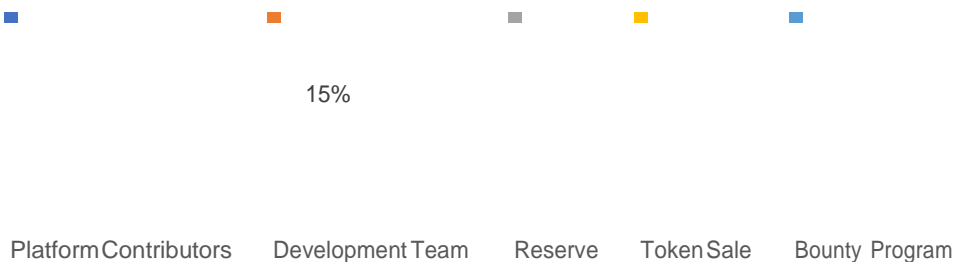 15%
Platform Contributors Development Team Reserve Token Sale Bounty Program